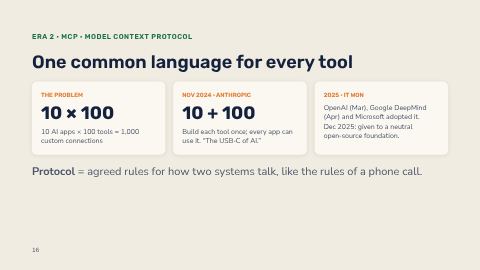 ERA 2 • MCP • MODEL CONTEXT PROTOCOL
One common language for every tool
THE PROBLEM
10 × 100
10 AI apps × 100 tools = 1,000
custom connections
NOV 2024 • ANTHROPIC
10 + 100
Build each tool once; every app can
use it. "The USB-C of AI."
2025 • IT WON
OpenAI (Mar), Google DeepMind
(Apr) and Microsoft adopted it.
Dec 2025: given to a neutral
open-source foundation.
Protocol = agreed rules for how two systems talk, like the rules of a phone call.
16